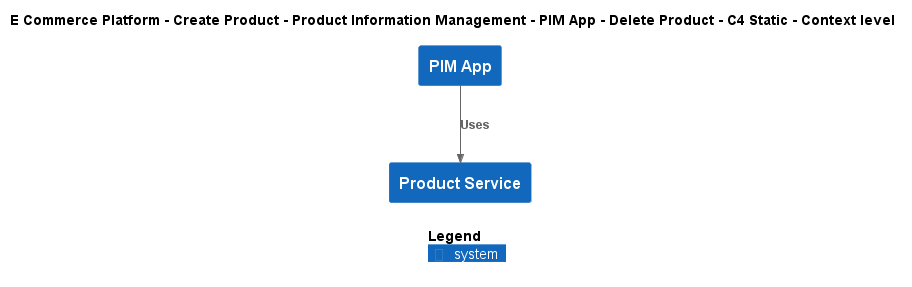 E Commerce Platform - Create Product - Product Information Management - PIM App - Delete Product - C4 Static - Context level
PIM App
Uses
Product Service
Legend
system